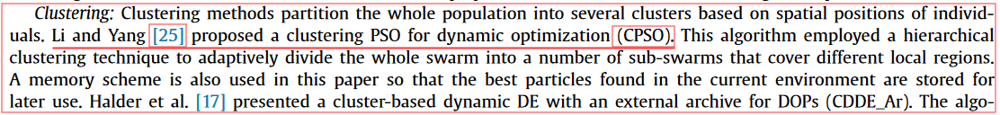 Clustering: Clustering methods partition the whole population into several clusters based on spatial positions of individ-
uals. Li and Yang [25] proposed a clustering PSO for dynamic optimization (CPSO). This algorithm employed a hierarchical
clustering technique to adaptively divide the whole swarm into a number of sub-swarms that cover different local regions.
A memory scheme is also used in this paper so that the best particles found in the current environment are stored for
later use. Halder et al. [17] presented a cluster-based dynamic DE with an external archive for DOPs (CDDE_Ar). The algo-